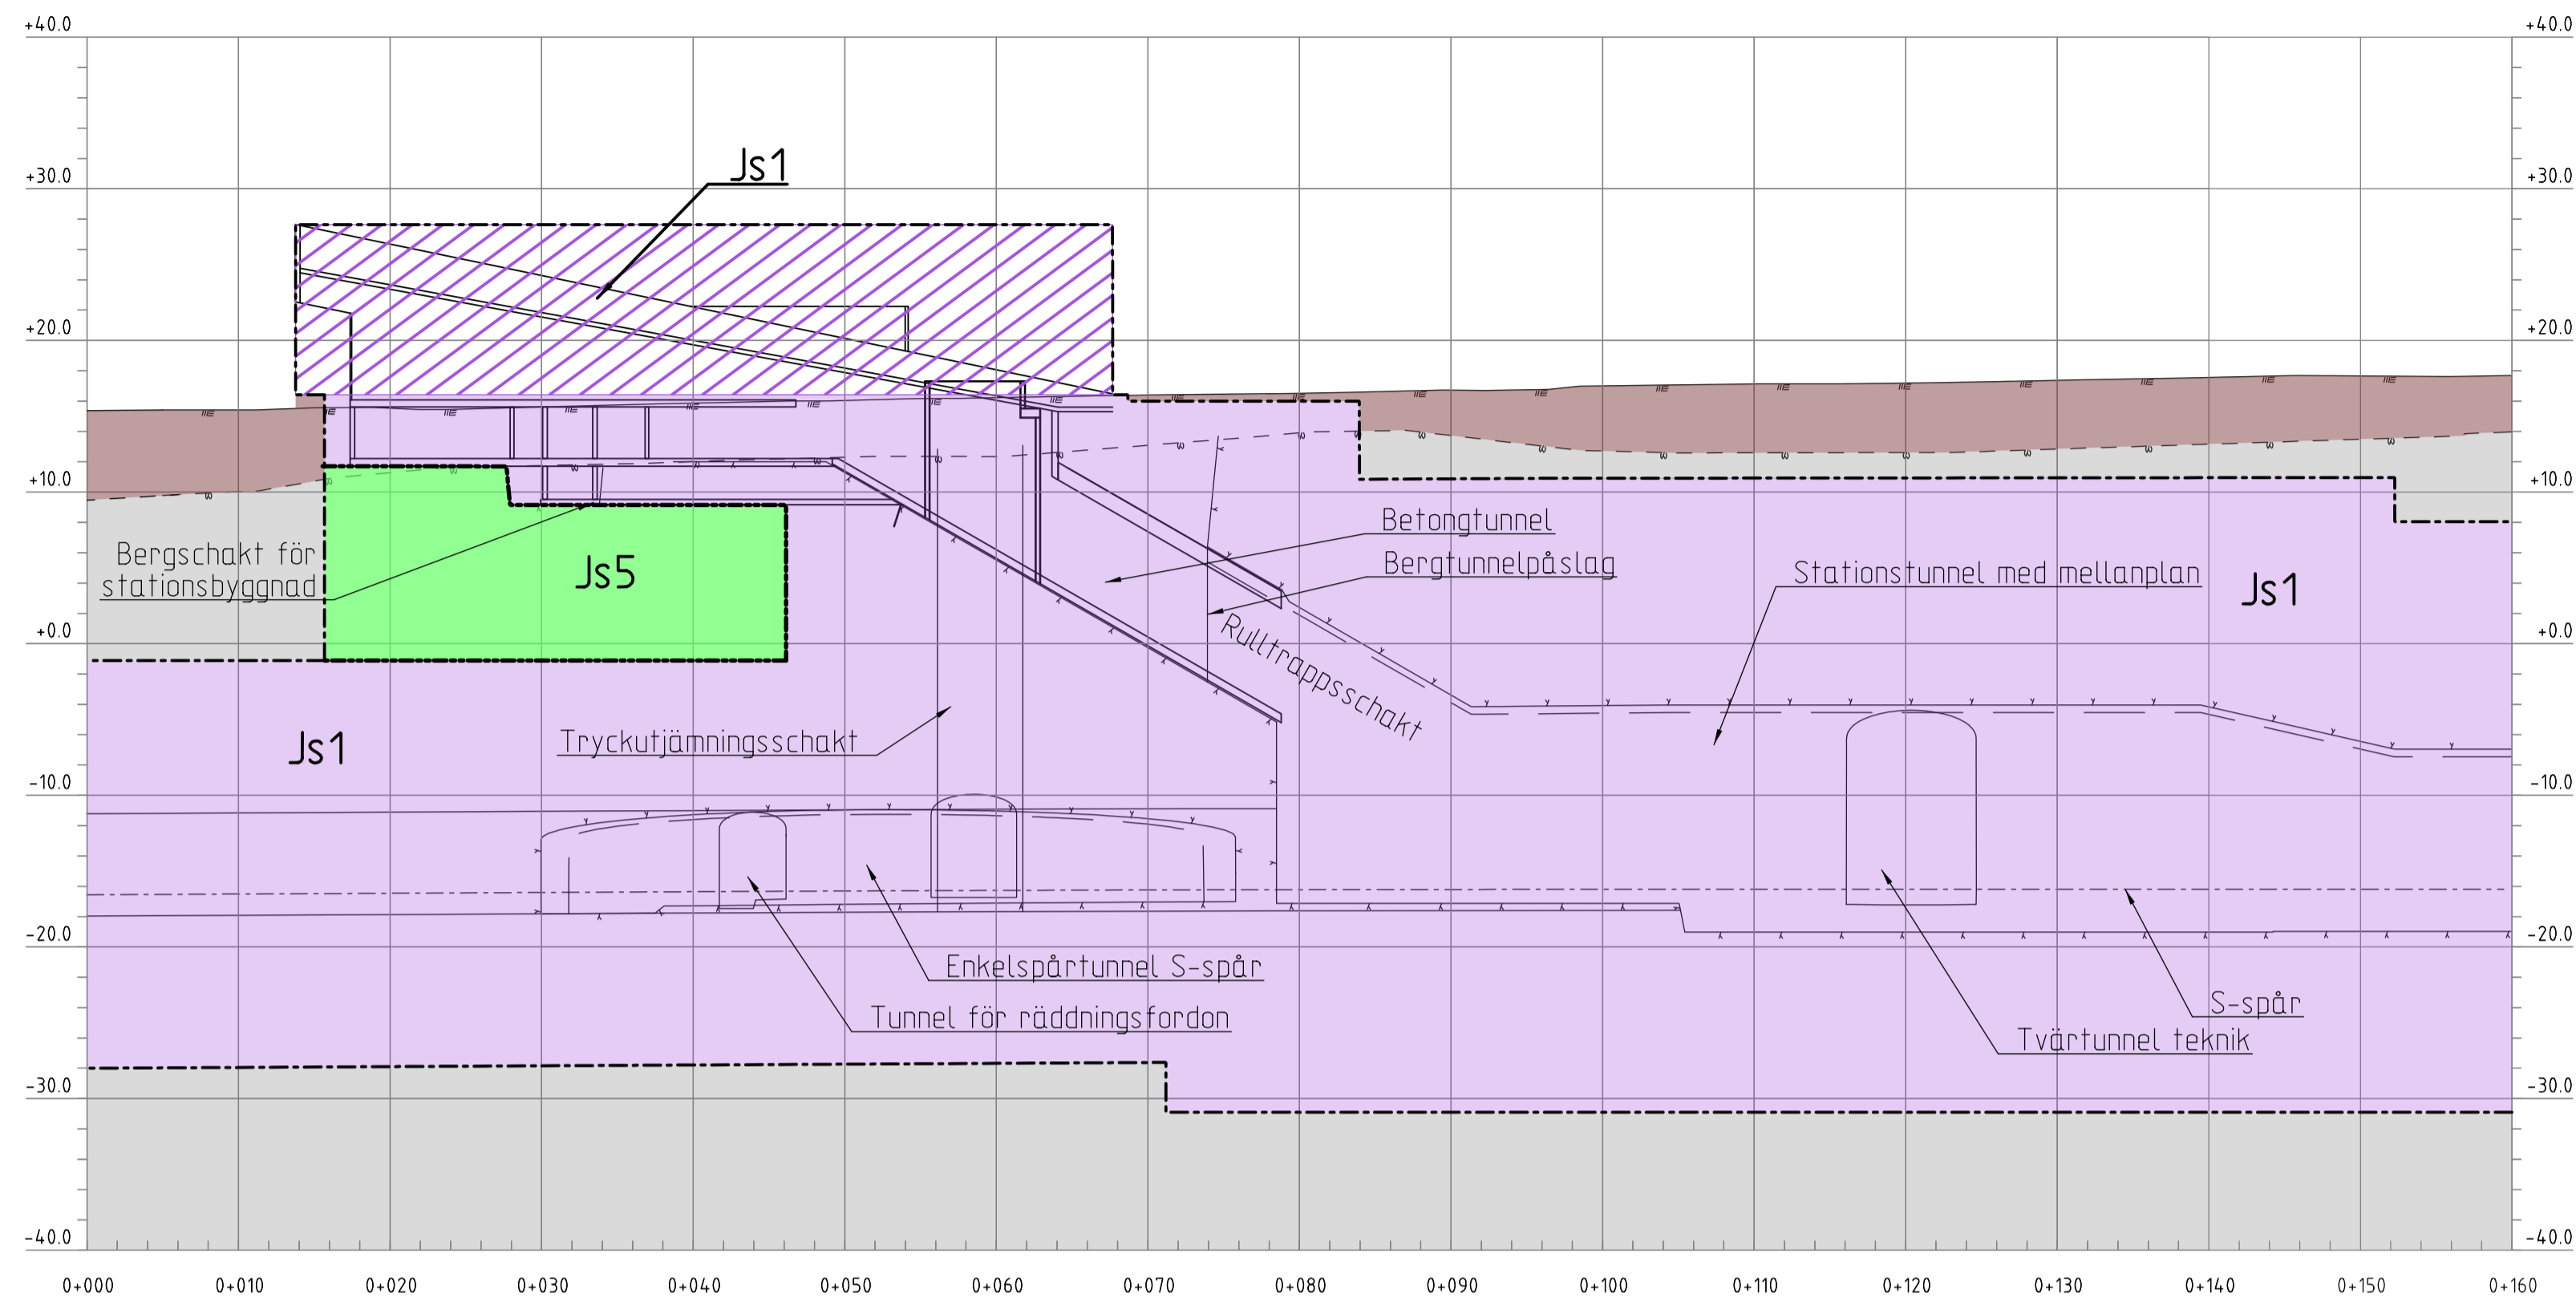 +40.0 +40.0
Js1
+30.0 +30.0
+20.0 +20.0
+10.0 +10.0
Betongtunnel
Bergschakt för
stationsbyggnad
Js5
Bergtunnelpåslag
Stationstunnel med mellanplan
Js1
+0.0 +0.0
Rulltrappsschakt
Js1
Tryckutjämningsschakt
-10.0 -10.0
-20.0 -20.0
Enkelspårtunnel S-spår
Tunnel för räddningsfordon
S-spår
Tvärtunnel teknik
-30.0 -30.0
-40.0 -40.0
0+000 0+010 0+020 0+030 0+040 0+050 0+060 0+070 0+080 0+090 0+100 0+110 0+120 0+130 0+140 0+150 0+160